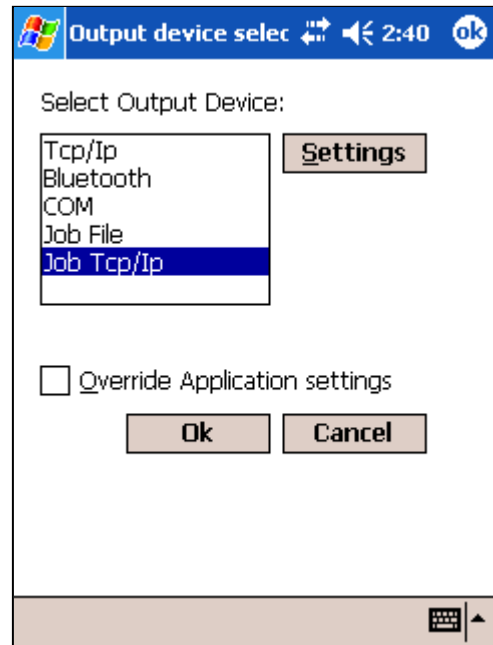 Output device selec 2:40 ok
Select Output Device:
Tcp/Ip
Settings
Bluetooth
COM
Job File
Job Tcp/Ip
Override Application settings
Ok Cancel